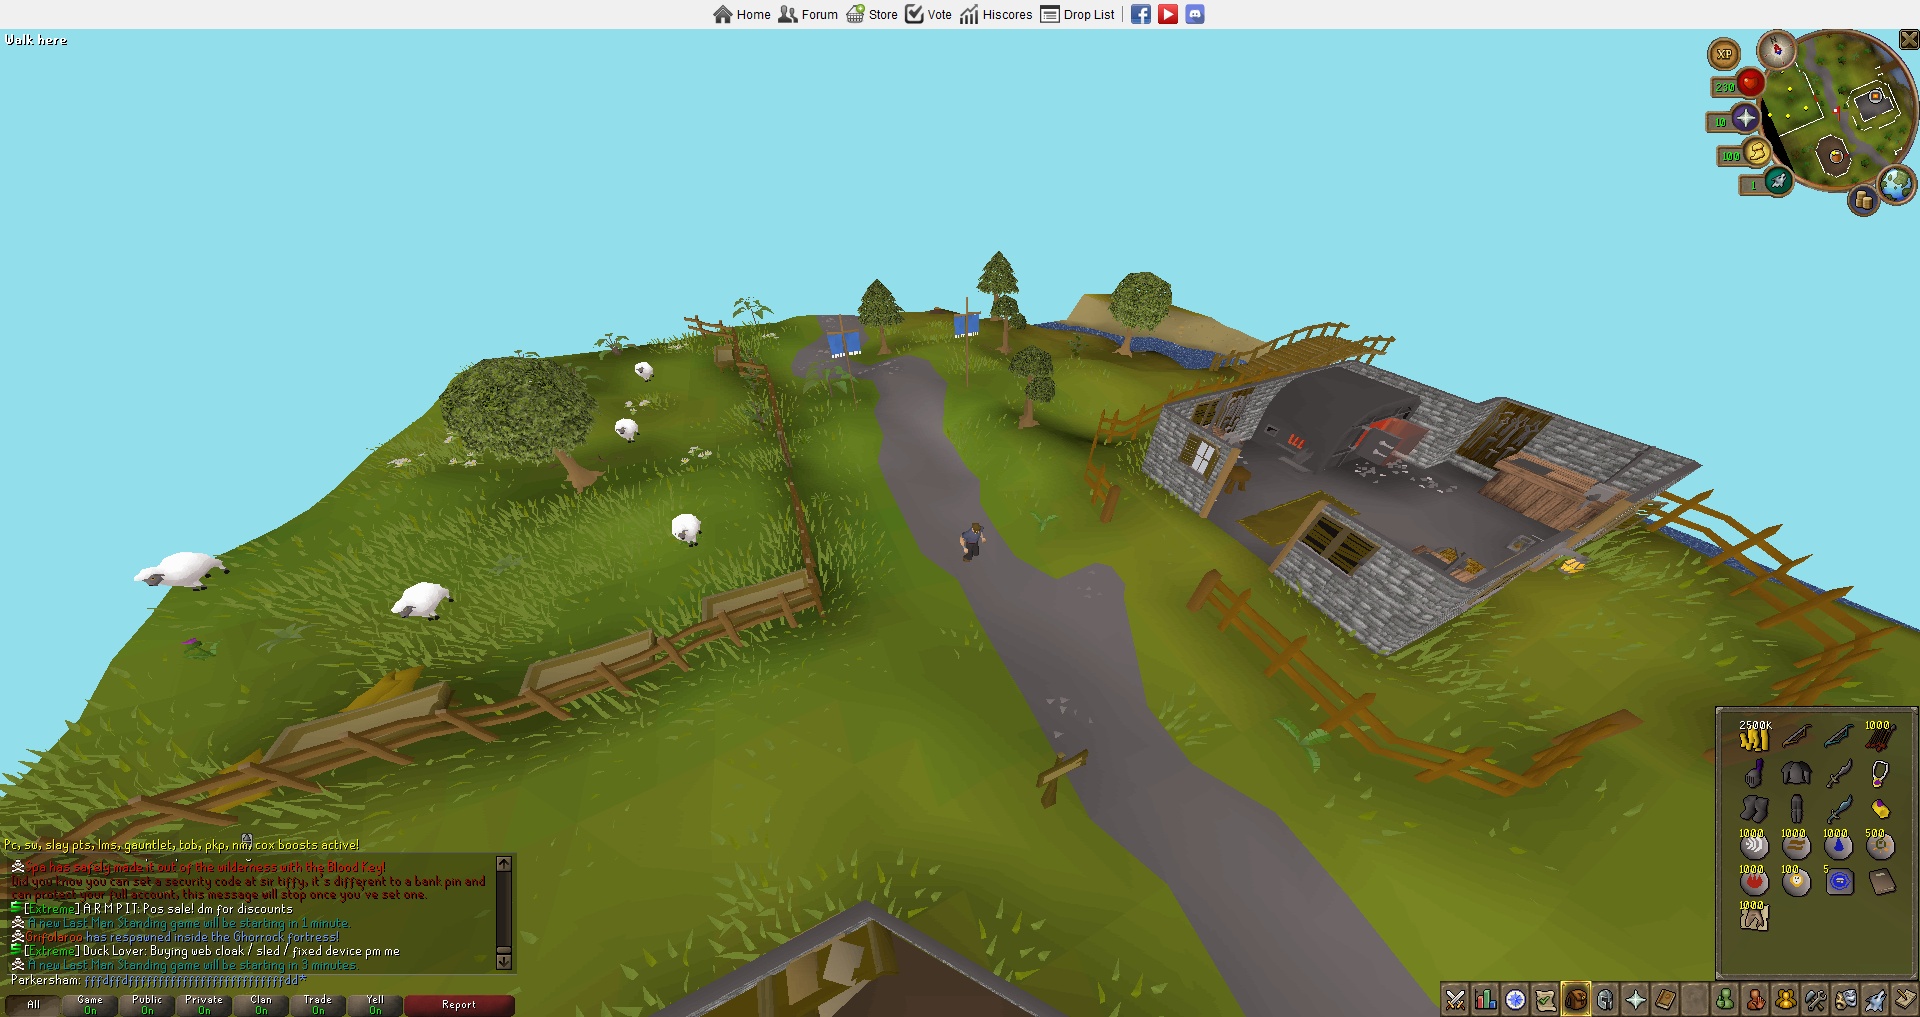 Home Forum Store Vote Hiscores Drop List
Walk here
XP
230
10
100
1
2500K
1000
1000 1000 1000 500
1000 100 5
1000
Pc, sw, slay pts, lms, gauntlet, tob, pkp, nm, cox boosts active!
Spa has safely made it out of the wilderness with the Blood Key!
Did you know you can set a security code at sir tiffy, it's different to a bank pin and
can protect your full account, this message will stop once you've set one.
[Extreme] A R M P I T: Pos sale! dm for discounts
A new Last Man Standing game will be starting in 1 minute.
Grifolaroo has respawned inside the Ghorrock fortress!
[Extreme] Duck Lover: Buying web cloak / sled / fixed device pm me
A new Last Man Standing game will be starting in 3 minutes.
Parkersham:
All Game Public Private Clan Trade Yell Report
On On On On On On